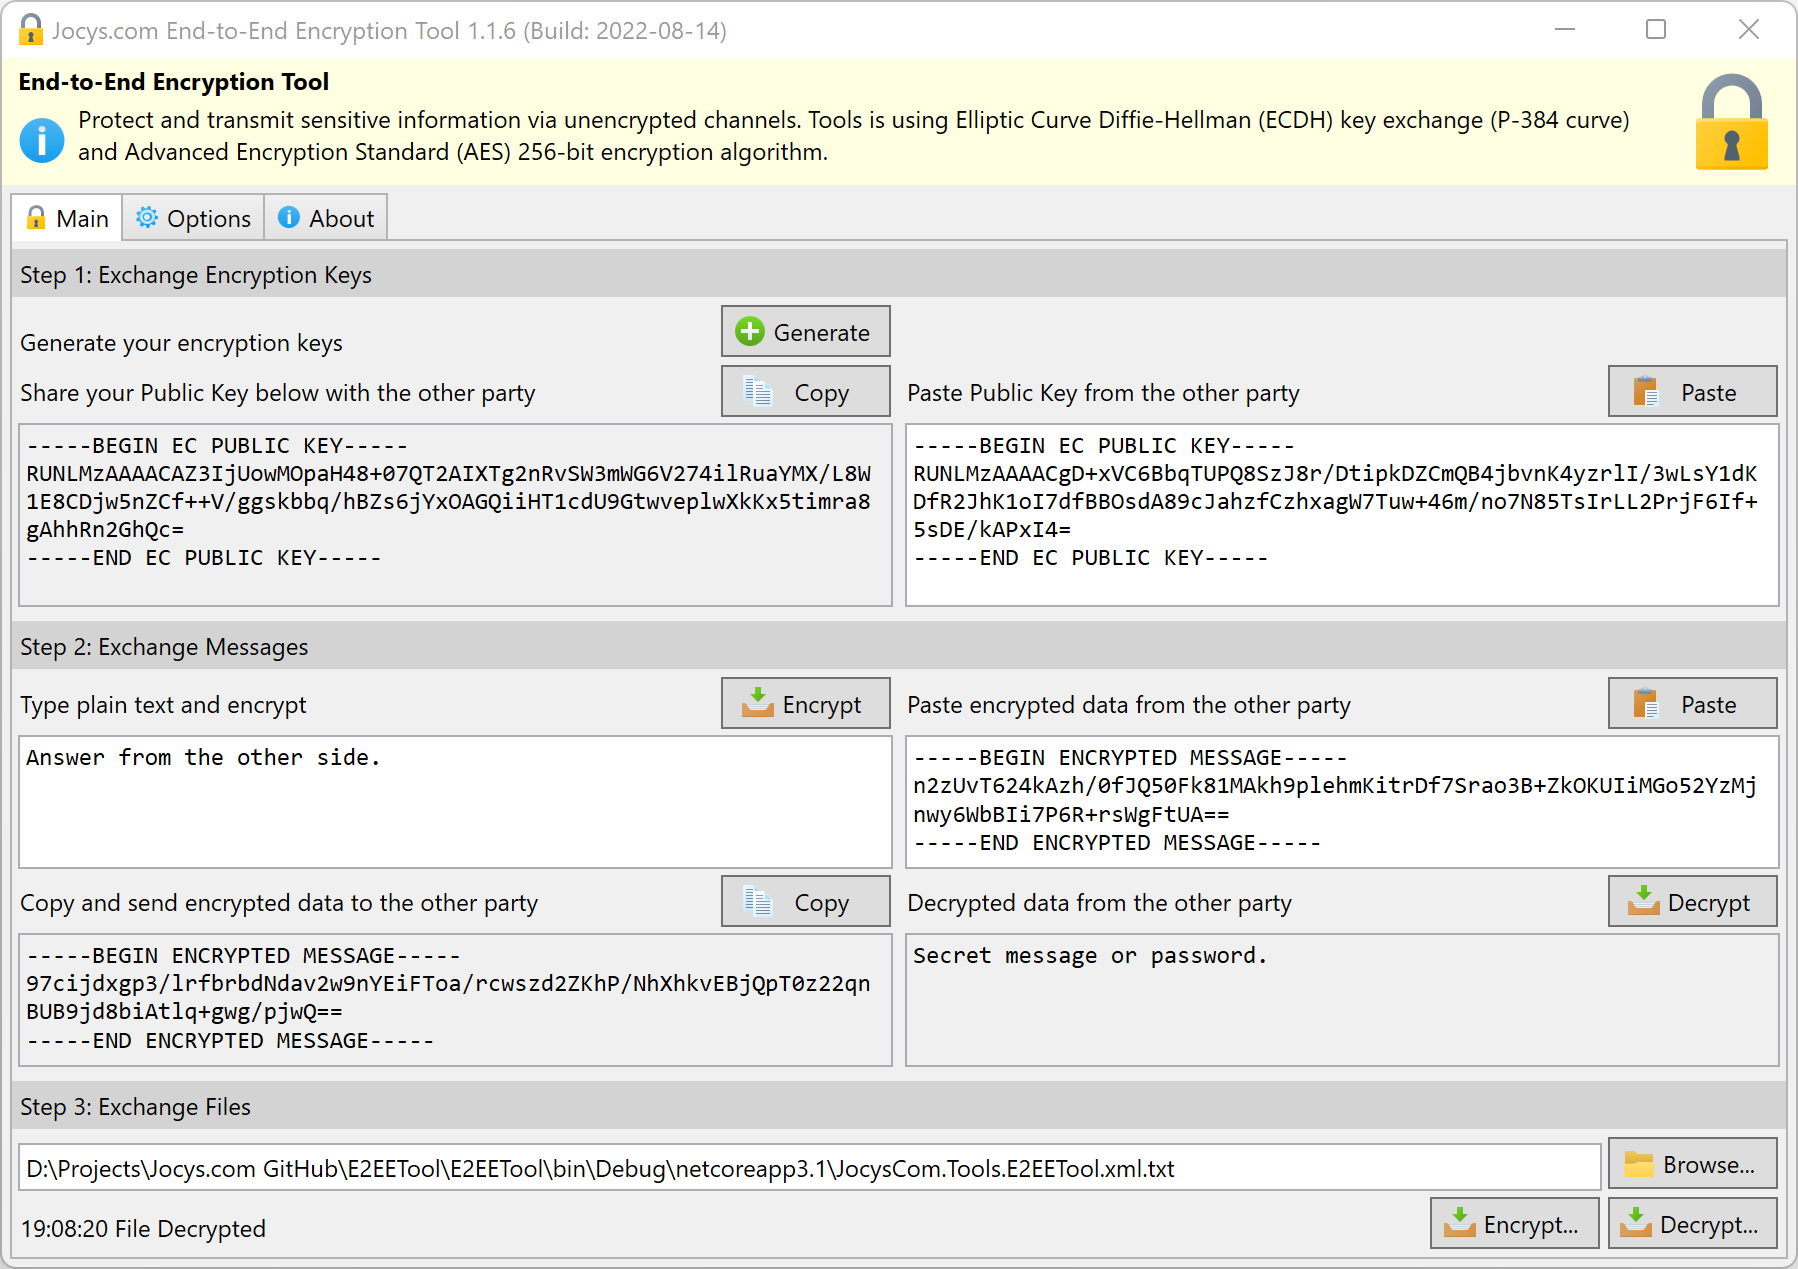 Jocys.com End-to-End Encryption Tool 1.1.6 (Build: 2022-08-14)
End-to-End Encryption Tool
Protect and transmit sensitive information via unencrypted channels. Tools is using Elliptic Curve Diffie-Hellman (ECDH) key exchange (P-384 curve)
and Advanced Encryption Standard (AES) 256-bit encryption algorithm.
Main
Options
About
Step 1: Exchange Encryption Keys
Generate your encryption keys
Generate
Share your Public Key below with the other party
Copy
Paste Public Key from the other party
Paste
-----BEGIN EC PUBLIC KEY-----
RUNLMzAAAACAZ3IjUowMOpaH48+07QT2AIXTg2nRvSW3mWG6V274ilRuaYMX/L8W
1E8CDjw5nZCf++V/ggskbbq/hBZs6jYxOAGQiiHT1cdU9GtwveplwXkKx5timra8
gAhhRn2GhQc=
-----END EC PUBLIC KEY-----
-----BEGIN EC PUBLIC KEY-----
RUNLMzAAAACgD+xVC6BbqTUPQ8SzJ8r/DtipkDZCmQB4jbvnK4yzrlI/3wLsY1dK
DfR2JhK1oI7dfBBOsdA89cJahzfCzhxagW7Tuw+46m/no7N85TsIrLL2PrjF6If+
5sDE/kAPxI4=
-----END EC PUBLIC KEY-----
Step 2: Exchange Messages
Type plain text and encrypt
Encrypt
Paste encrypted data from the other party
Paste
Answer from the other side.
-----BEGIN ENCRYPTED MESSAGE-----
n2zUvT624kAzh/0fJQ50Fk81MAkh9plehmKitrDf7Srao3B+ZkOKUIiMGo52YzMj
nwy6WbBIi7P6R+rsWgFtUA==
-----END ENCRYPTED MESSAGE-----
Copy and send encrypted data to the other party
Copy
Decrypted data from the other party
Decrypt
-----BEGIN ENCRYPTED MESSAGE-----
97cijdxgp3/lrfbrbdNdav2w9nYEiFToa/rcwszd2ZKhP/NhXhkvEBjQpT0z22qn
BUB9jd8biAtlq+gwg/pjwQ==
-----END ENCRYPTED MESSAGE-----
Secret message or password.
Step 3: Exchange Files
D:\Projects\Jocys.com GitHub\E2EETool\E2EETool\bin\Debug\netcoreapp3.1\JocysCom.Tools.E2EETool.xml.txt
Browse...
19:08:20 File Decrypted
Encrypt...
Decrypt...